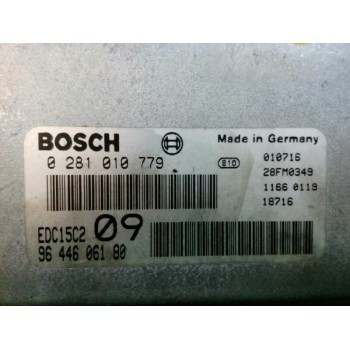 BOSCH Made in Germany
0 281 010 779 e10 010716
28FM0349
1166 0119
18716
EDC15C2 09
96 446 061 80